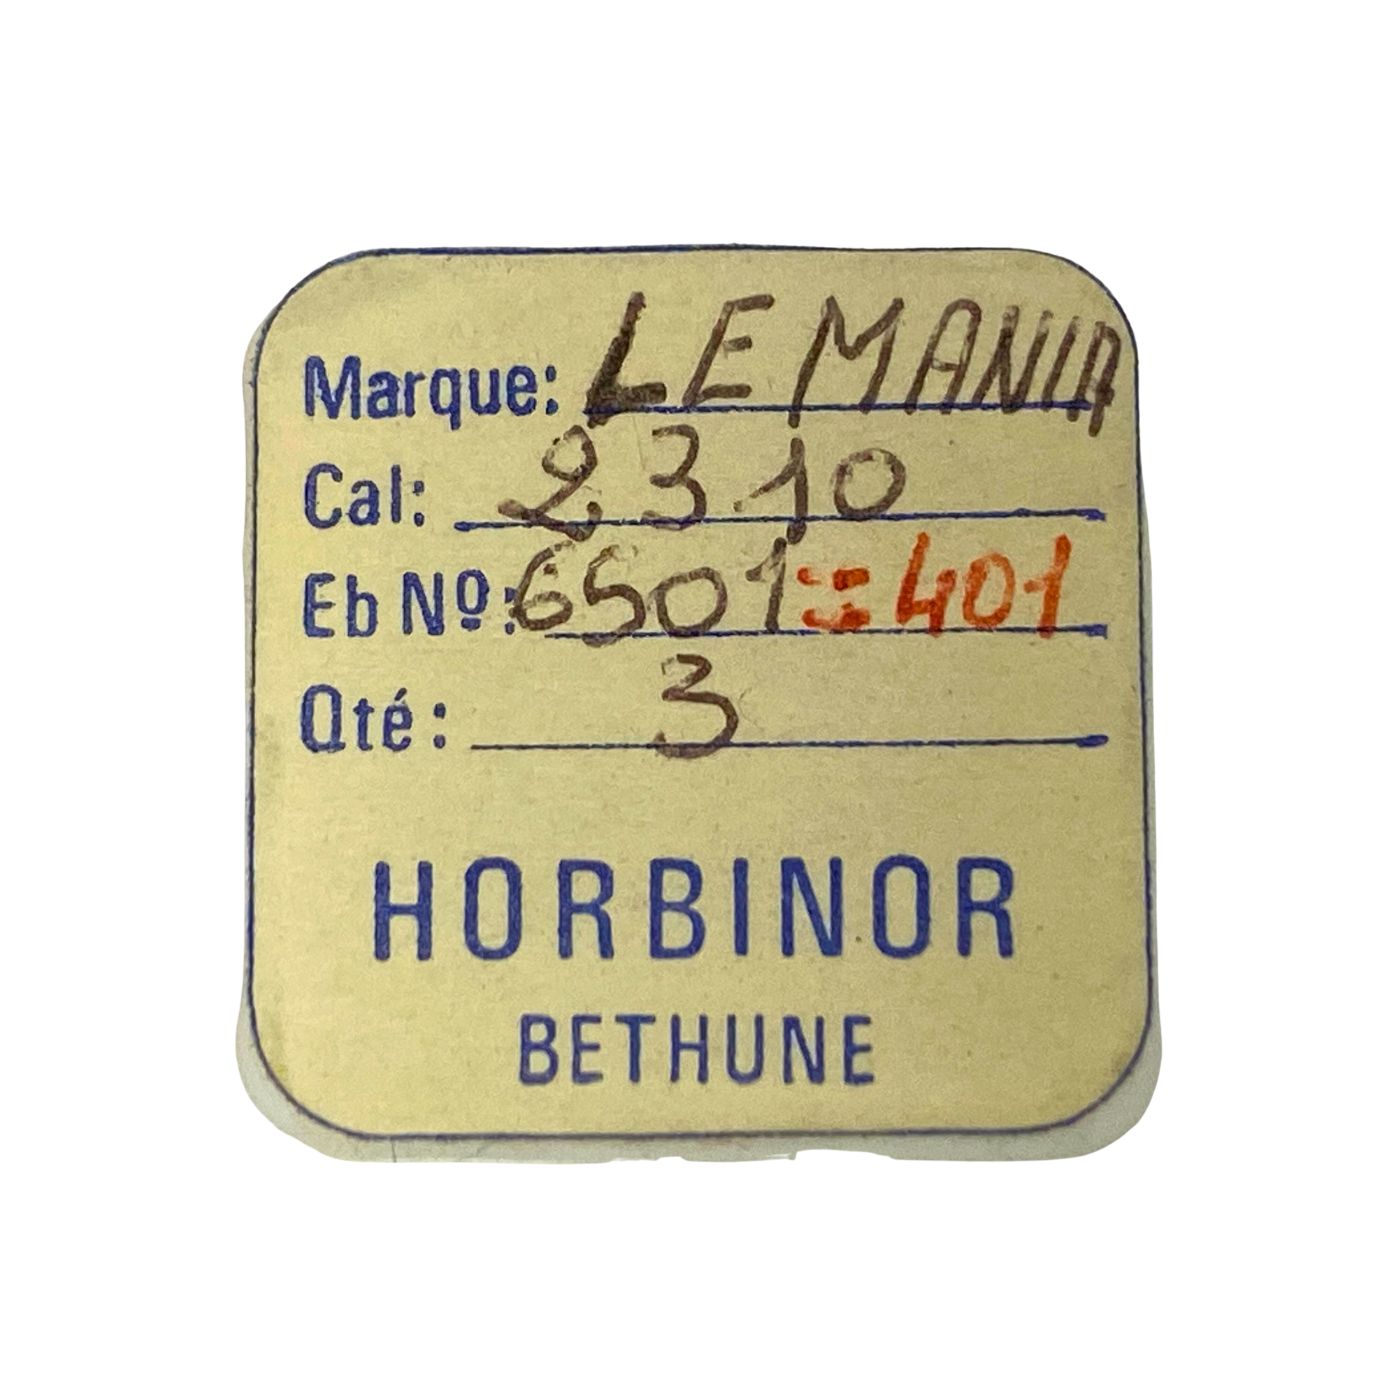 Marque: LEMANIA
Cal: 2310
Eb Nº: 6501 = 401
Qté: 3
HORBINOR
BETHUNE